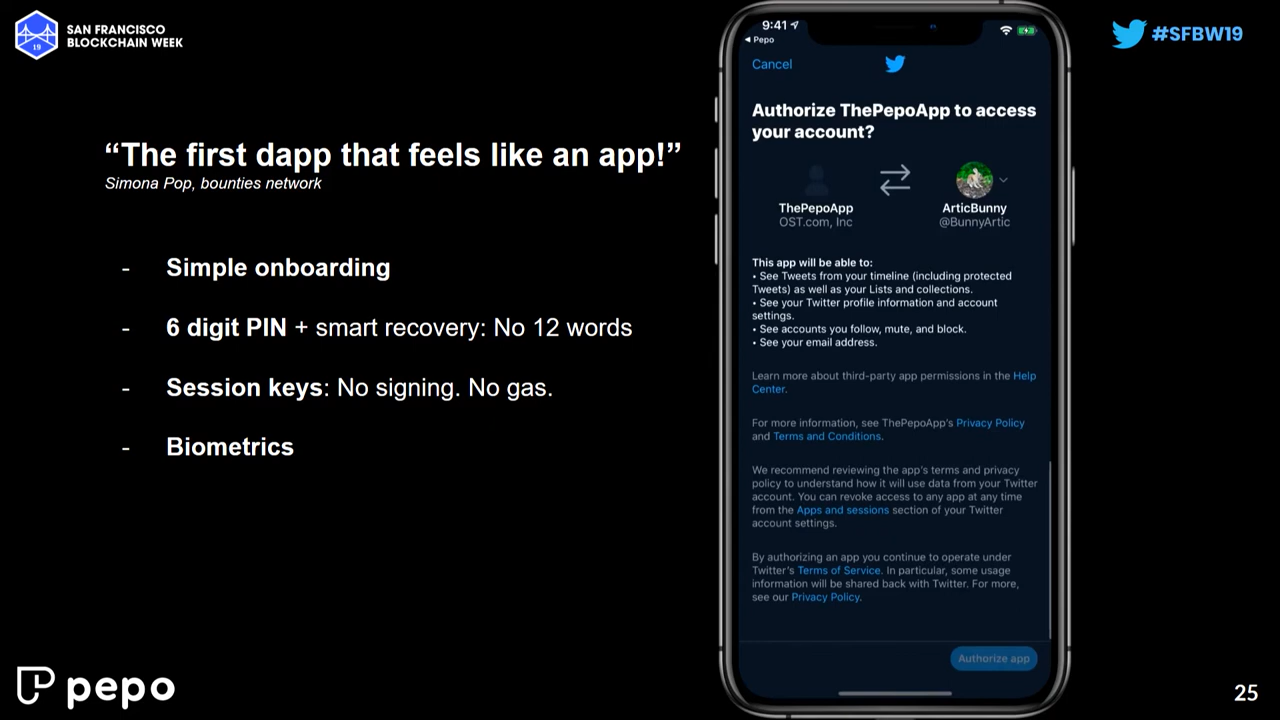 SAN FRANCISCO
BLOCKCHAIN WEEK
19
#SFBW19
“The first dapp that feels like an app!”
Simona Pop, bounties network
- Simple onboarding
- 6 digit PIN + smart recovery: No 12 words
- Session keys: No signing. No gas.
- Biometrics
9:41
Pepo
Cancel
Authorize ThePepoApp to access
your account?
ThePepoApp
OST.com, Inc
ArticBunny
@BunnyArtic
This app will be able to:
• See Tweets from your timeline (including protected
Tweets) as well as your Lists and collections.
• See your Twitter profile information and account
settings.
• See accounts you follow, mute, and block.
• See your email address.
Learn more about third-party app permissions in the Help
Center.
For more information, see ThePepoApp's Privacy Policy
and Terms and Conditions.
We recommend reviewing the app's terms and privacy
policy to understand how it will use data from your Twitter
account. You can revoke access to any app at any time
from the Apps and sessions section of your Twitter
account settings.
By authorizing an app you continue to operate under
Twitter's Terms of Service. In particular, some usage
information will be shared back with Twitter. For more,
see our Privacy Policy.
Authorize app
pepo
25